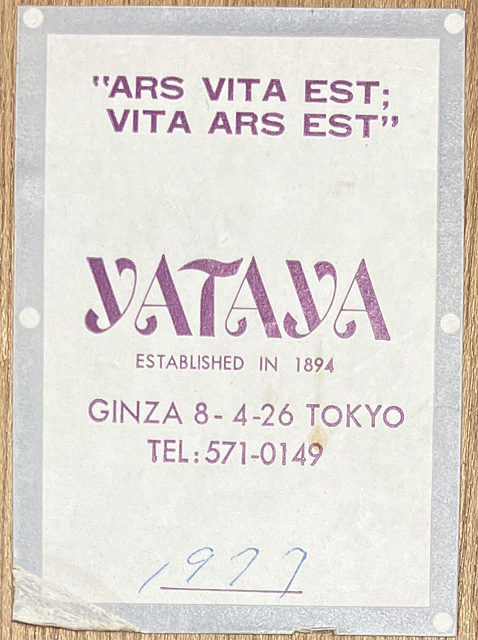 "ARS VITA EST;
VITA ARS EST"
YATAYA
ESTABLISHED IN 1894
GINZA 8-4-26 TOKYO
TEL:571-0149
1977